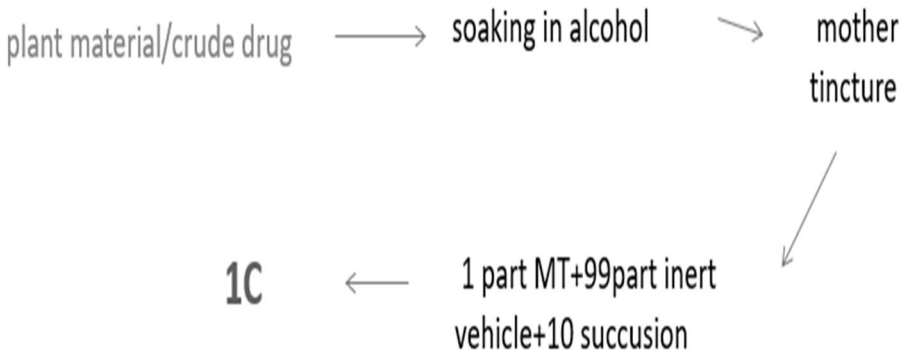 plant material/crude drug
soaking in alcohol
mother
tincture
1 part MT+99part inert
vehicle+10 succusion
1C